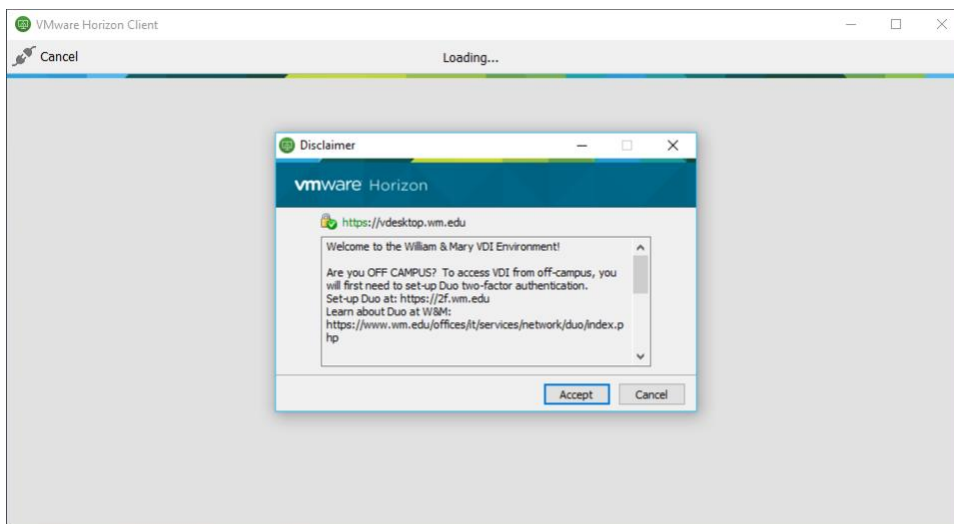 VMware Horizon Client
Cancel
Loading...
Disclaimer
vmware Horizon
https://vdesktop.wm.edu
Welcome to the William & Mary VDI Environment!
Are you OFF CAMPUS? To access VDI from off-campus, you
will first need to set-up Duo two-factor authentication.
Set-up Duo at: https://2f.wm.edu
Learn about Duo at W&M:
https://www.wm.edu/offices/it/services/network/duo/index.p
hp
Accept
Cancel